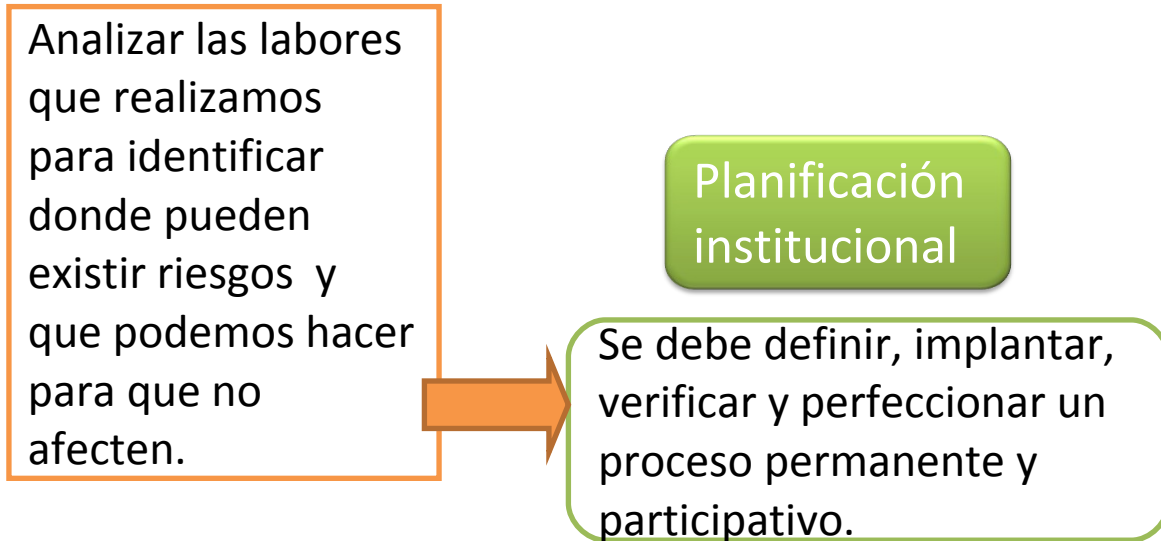 Analizar las labores
que realizamos
para identificar
donde pueden
existir riesgos y
que podemos hacer
para que no
afecten.
Planificación
institucional
Se debe definir, implantar,
verificar y perfeccionar un
proceso permanente y
participativo.